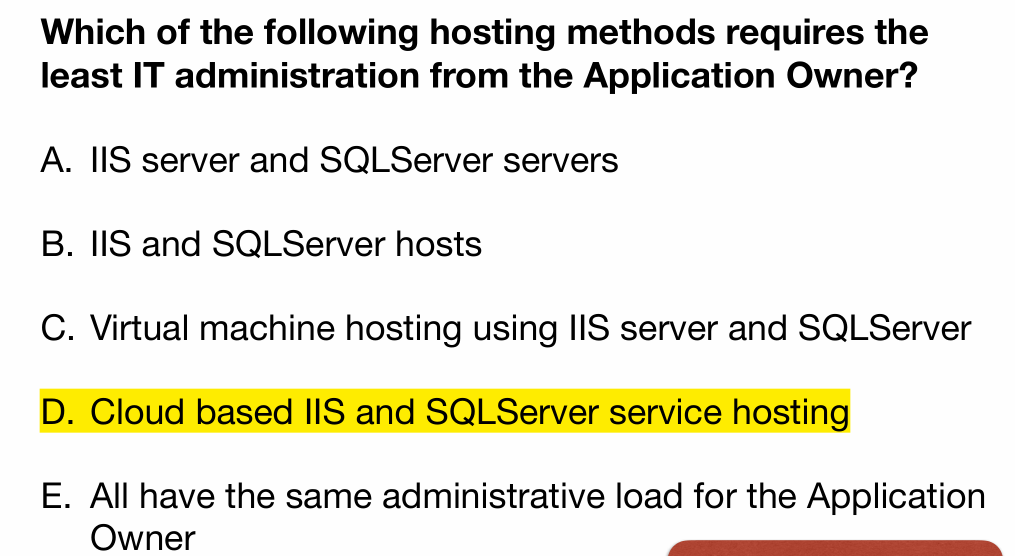 Which of the following hosting methods requires the
least IT administration from the Application Owner?
A. IIS server and SQLServer servers
B. IIS and SQLServer hosts
C. Virtual machine hosting using IIS server and SQLServer
D. Cloud based IIS and SQLServer service hosting
E. All have the same administrative load for the Application
Owner